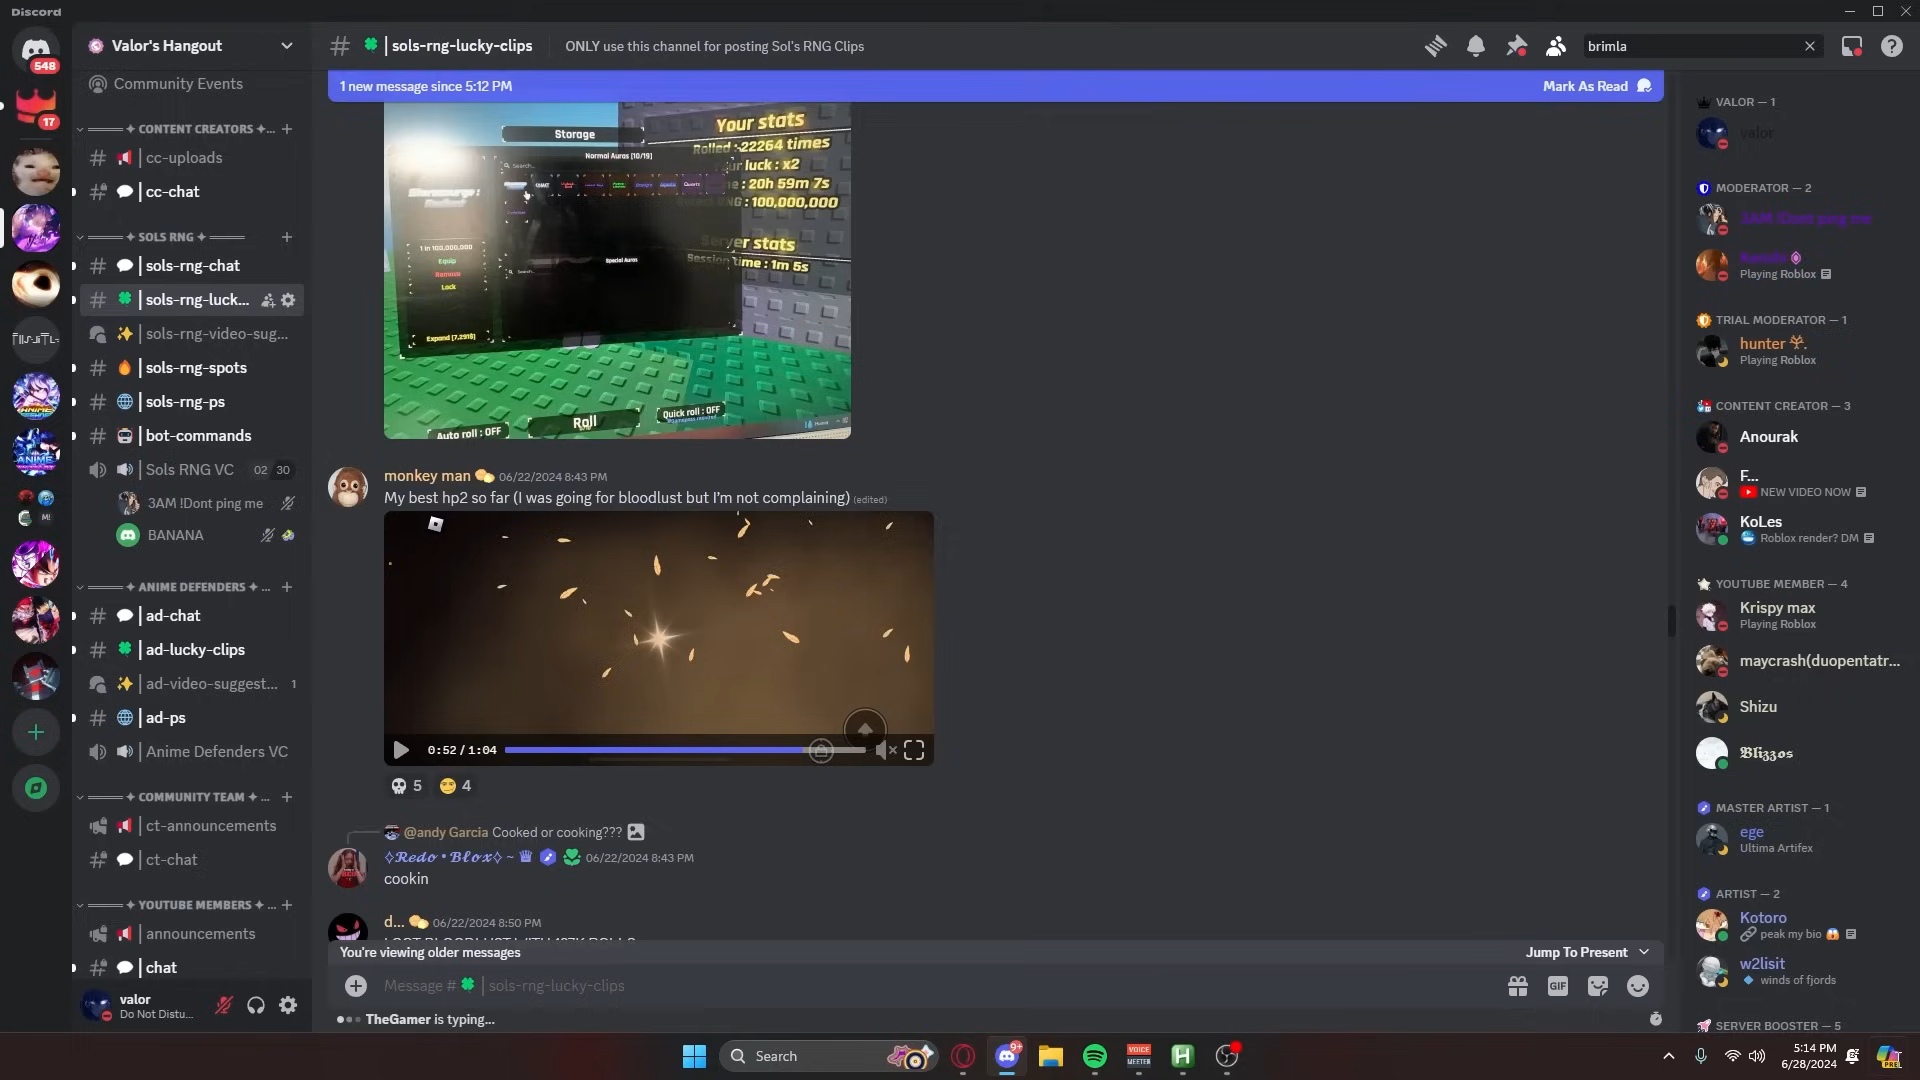 Discord
Valor's Hangout
| sols-rng-lucky-clips
ONLY use this channel for posting Sol's RNG Clips
brimla
548
17
Community Events
CONTENT CREATORS
| cc-uploads
| cc-chat
SOLS RNG
| sols-rng-chat
| sols-rng-luck...
| sols-rng-video-sug...
| sols-rng-spots
| sols-rng-ps
| bot-commands
| Sols RNG VC 02 30
3AM !Dont ping me
BANANA
ANIME DEFENDERS ...
| ad-chat
| ad-lucky-clips
| ad-video-suggest... 1
| ad-ps
| Anime Defenders VC
COMMUNITY TEAM ...
| ct-announcements
| ct-chat
YOUTUBE MEMBERS ...
| announcements
| chat
valor
Do Not Distu...
1 new message since 5:12 PM
Mark As Read
Storage
Normal Auras [10/19]
Search...
1 in 100,000,000
Equip
Remove
Lock
Expand [7,291$]
Special Auras
Search...
Your stats
Rolled : 22264 times
luck : x2
: 20h 59m 7s
: 100,000,000
Server stats
Session time : 1m 5s
Auto roll : OFF
Roll
Quick roll : OFF
monkey man 06/22/2024 8:43 PM
My best hp2 so far (I was going for bloodlust but I'm not complaining) (edited)
0:52 / 1:04
5
4
@andy Garcia Cooked or cooking???
◊𝓡𝓮𝓭𝓸 • 𝓑𝓵𝓸𝔁◊ ~ 06/22/2024 8:43 PM
cookin
d... 06/22/2024 8:50 PM
You're viewing older messages
Jump To Present
Message # | sols-rng-lucky-clips
GIF
TheGamer is typing...
VALOR — 1
valor
MODERATOR — 2
3AM !Dont ping me
Playing Roblox
TRIAL MODERATOR — 1
hunter
Playing Roblox
CONTENT CREATOR — 3
Anourak
F...
NEW VIDEO NOW
KoLes
Roblox render? DM
YOUTUBE MEMBER — 4
Krispy max
Playing Roblox
maycrash(duopentatr...
Shizu
𝕭𝖑𝖎𝖟𝖟𝖔𝖘
MASTER ARTIST — 1
ege
Ultima Artifex
ARTIST — 2
Kotoro
peak my bio
w2lisit
winds of fjords
SERVER BOOSTER — 5
Search
9+
VOICE
MEETER
H
5:14 PM
6/28/2024
PRE